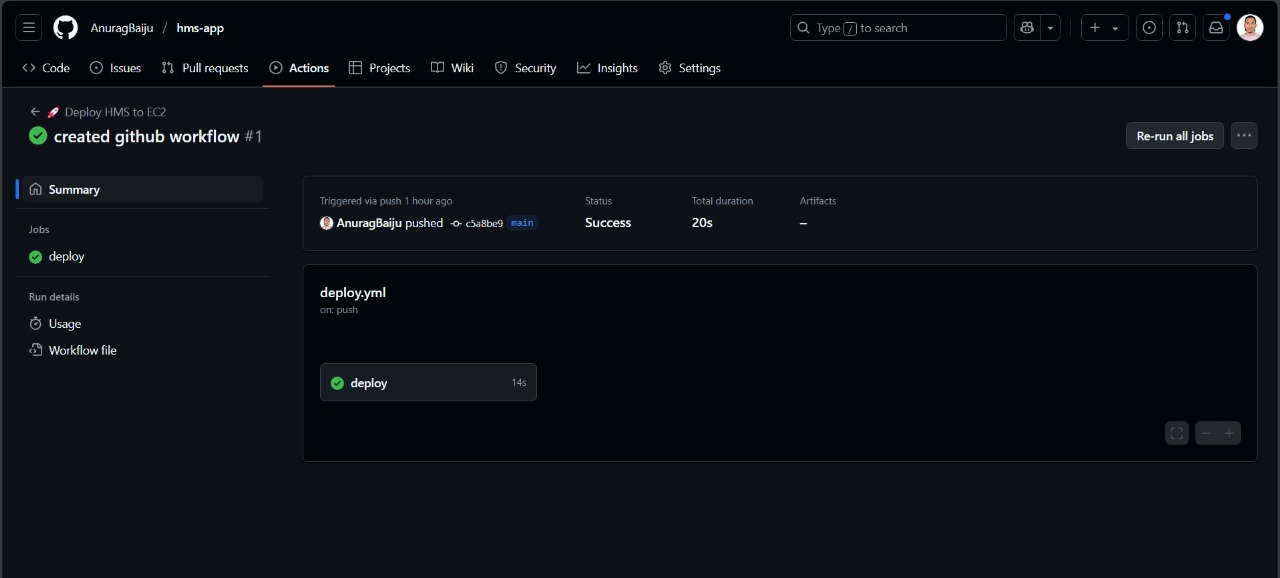 AnuragBaiju / hms-app
Type / to search
Code
Issues
Pull requests
Actions
Projects
Wiki
Security
Insights
Settings
← 🚀 Deploy HMS to EC2
created github workflow #1
Re-run all jobs
Summary
Jobs
deploy
Run details
Usage
Workflow file
Triggered via push 1 hour ago
AnuragBaiju pushed c5a8be9 main
Status
Success
Total duration
20s
Artifacts
–
deploy.yml
on: push
deploy 14s